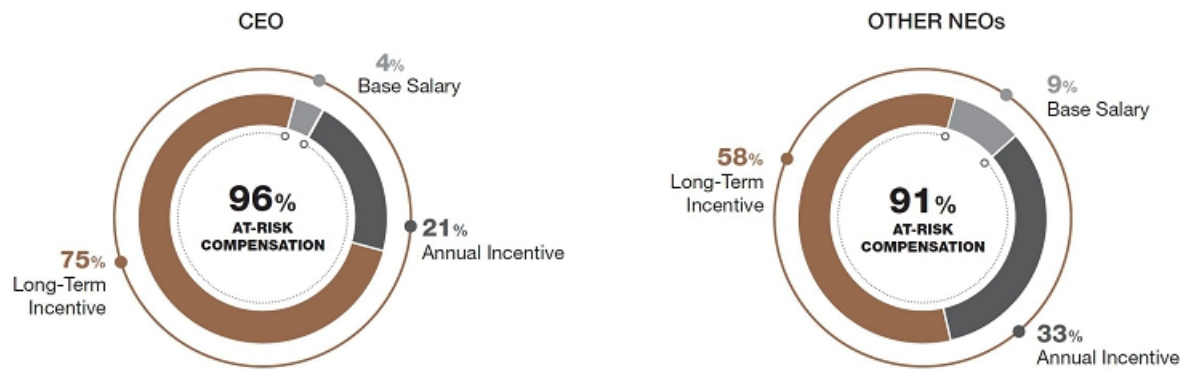 CEO
4%
Base Salary
96%
AT-RISK
COMPENSATION
21%
Annual Incentive
75%
Long-Term
Incentive
OTHER NEOs
9%
Base Salary
58%
Long-Term
Incentive
91%
AT-RISK
COMPENSATION
33%
Annual Incentive